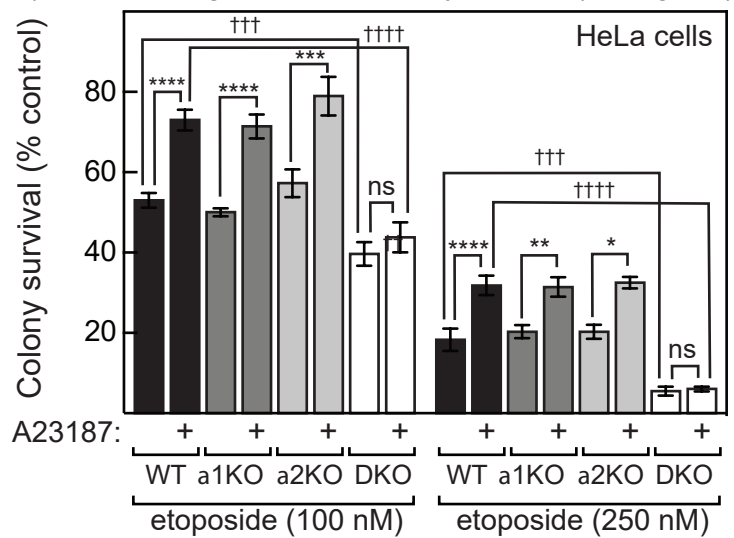 HeLa cells
††† ††††
**** **** *** ns
††† ††††
**** ** * ns
Colony survival (% control)
80
60
40
20
A23187: + + + + + + + +
WT a1KO a2KO DKO WT a1KO a2KO DKO
etoposide (100 nM) etoposide (250 nM)